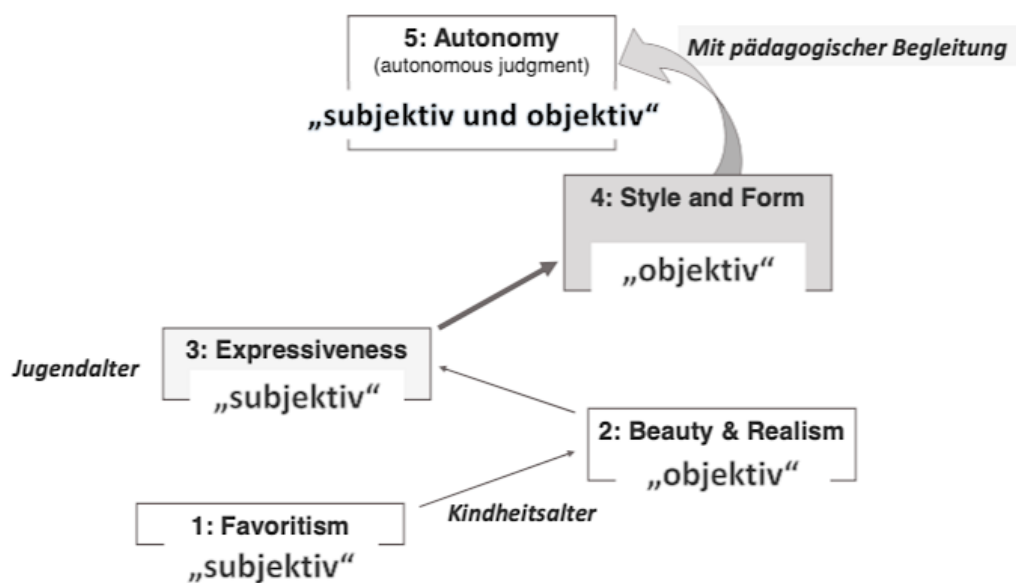 5: Autonomy
(autonomous judgment)
„subjektiv und objektiv“
Mit pädagogischer Begleitung
4: Style and Form
„objektiv“
3: Expressiveness
„subjektiv“
Jugendalter
2: Beauty & Realism
„objektiv“
Kindheitsalter
1: Favoritism
„subjektiv“